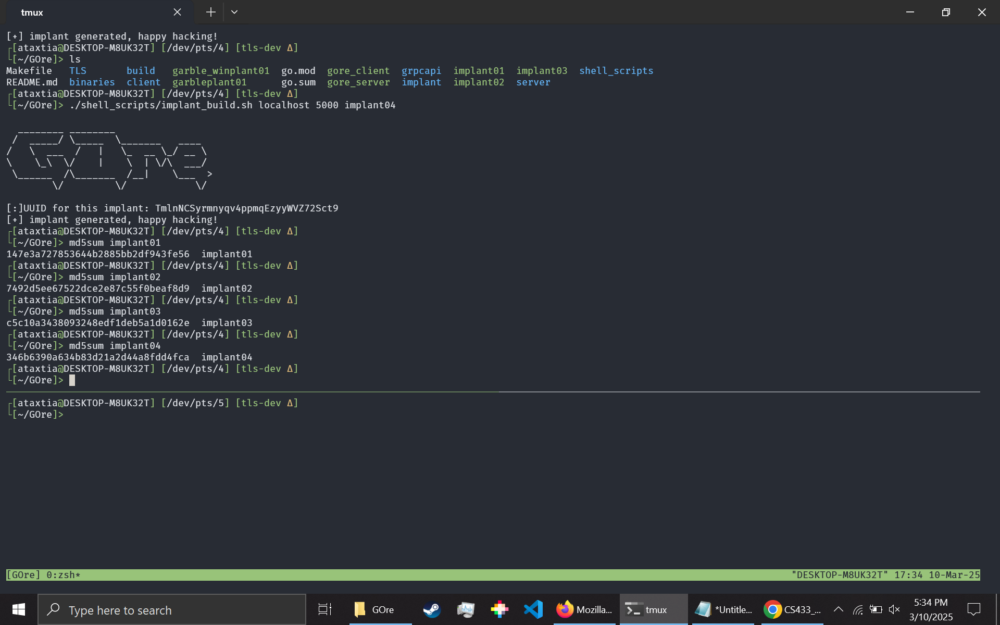 tmux
[+] implant generated, happy hacking!
┌[ataxtia@DESKTOP-M8UK32T] [/dev/pts/4] [tls-dev Δ]
└[~/GOre]> ls
Makefile   TLS       build   garble_winplant01  go.mod  gore_client  grpcapi  implant01  implant03  shell_scripts
README.md  binaries  client  garbleplant01      go.sum  gore_server  implant  implant02  server
┌[ataxtia@DESKTOP-M8UK32T] [/dev/pts/4] [tls-dev Δ]
└[~/GOre]> ./shell_scripts/implant_build.sh localhost 5000 implant04
  ________ ________
 /  _____/ \_____  \_______   ____
/   \  ___  /   |   \_  __ \_/ __ \
\    \_\  \/    |    \  | \/\  ___/
 \______  /\_______  /__|    \___  >
        \/         \/            \/
[:]UUID for this implant: TmlnNCSyrmnyqv4ppmqEzyyWVZ72Sct9
[+] implant generated, happy hacking!
┌[ataxtia@DESKTOP-M8UK32T] [/dev/pts/4] [tls-dev Δ]
└[~/GOre]> md5sum implant01
147e3a727853644b2885bb2df943fe56  implant01
┌[ataxtia@DESKTOP-M8UK32T] [/dev/pts/4] [tls-dev Δ]
└[~/GOre]> md5sum implant02
7492d5ee67522dce2e87c55f0beaf8d9  implant02
┌[ataxtia@DESKTOP-M8UK32T] [/dev/pts/4] [tls-dev Δ]
└[~/GOre]> md5sum implant03
c5c10a3438093248edf1deb5a1d0162e  implant03
┌[ataxtia@DESKTOP-M8UK32T] [/dev/pts/4] [tls-dev Δ]
└[~/GOre]> md5sum implant04
346b6390a634b83d21a2d44a8fdd4fca  implant04
┌[ataxtia@DESKTOP-M8UK32T] [/dev/pts/4] [tls-dev Δ]
└[~/GOre]>
┌[ataxtia@DESKTOP-M8UK32T] [/dev/pts/5] [tls-dev Δ]
└[~/GOre]>
[GOre] 0:zsh* "DESKTOP-M8UK32T" 17:34 10-Mar-25
Type here to search
GOre
Mozilla...
tmux
*Untitle...
CS433_...
5:34 PM
3/10/2025